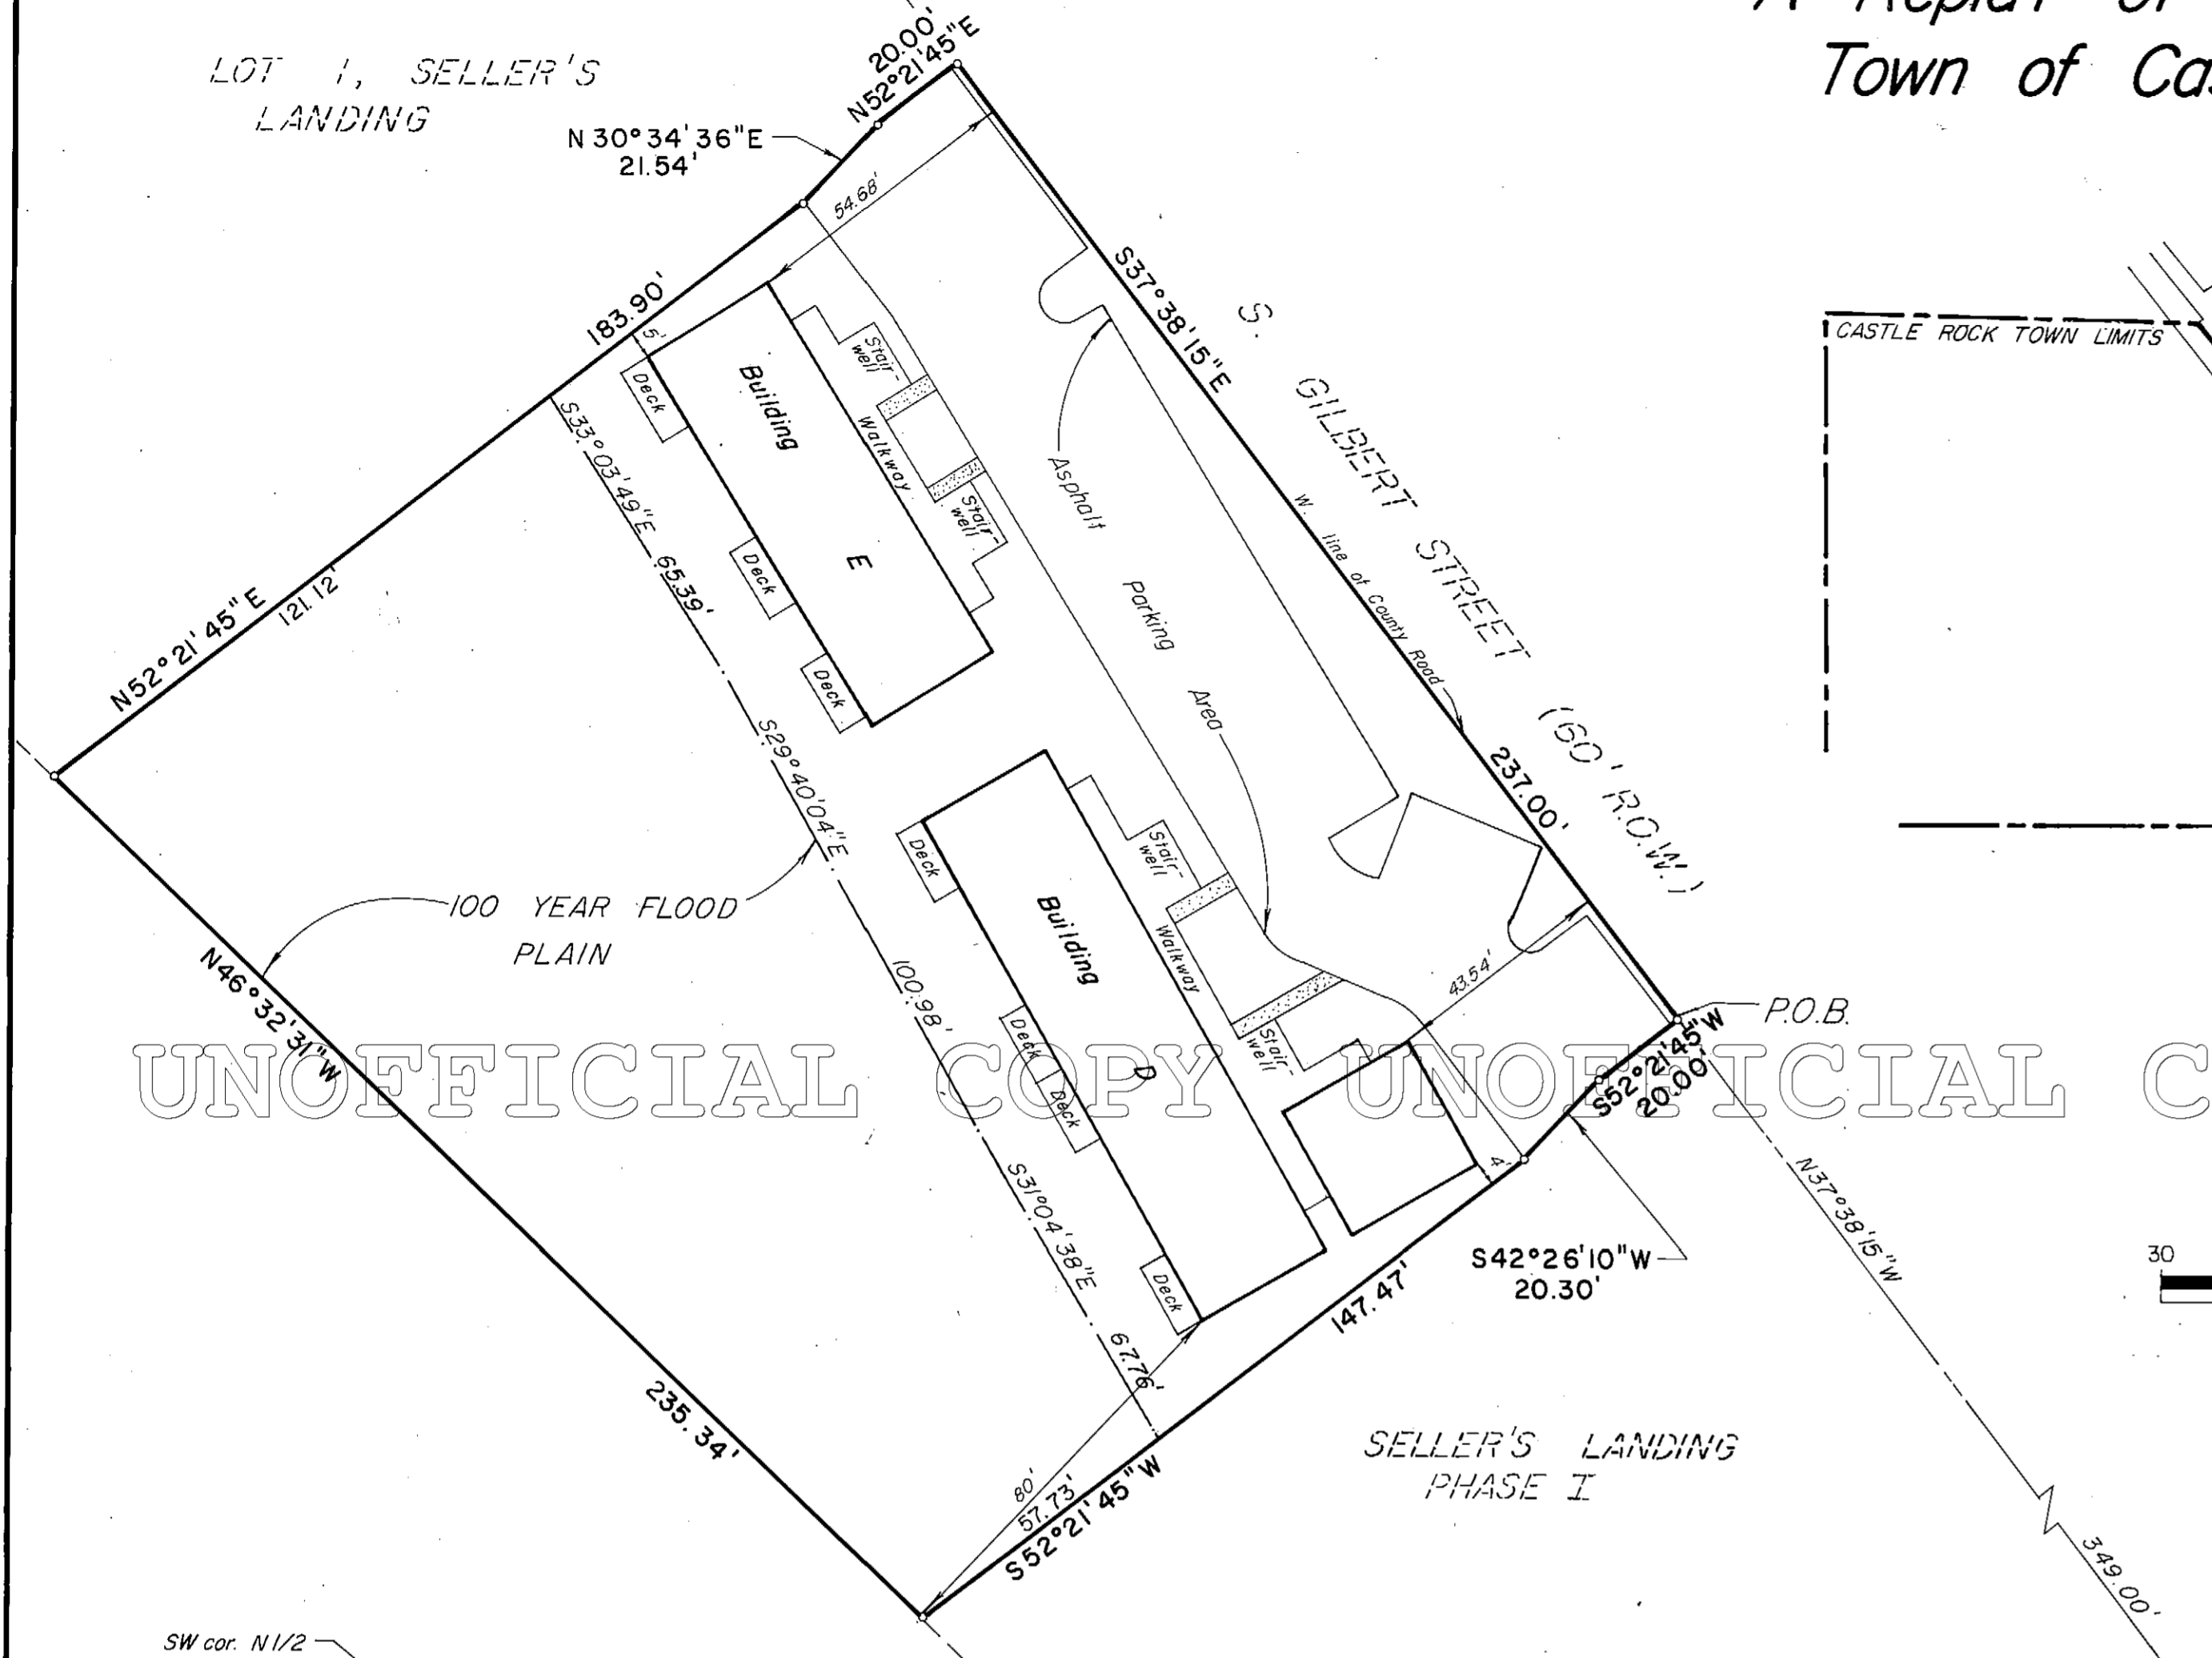 A Replat of
Town of Cas
LOT 1, SELLER'S
LANDING
20.00'
N52°21'45"E
N30°34'36"E
21.54'
54.68'
183.90'
5'
S37°38'15"E
S. GILBERT STREET (60' R.O.W.)
CASTLE ROCK TOWN LIMITS
Deck
Building
E
Walkway
Stair-
well
Stair-
well
Deck
Deck
S33°03'49"E 65.39'
Asphalt
Parking
Area
W. line of County Road
237.00'
N52°21'45"E
121.12'
S29°40'04"E
100.98'
100 YEAR FLOOD
PLAIN
N46°32'31"W
235.34'
Deck
Building
D
Walkway
Stair-
well
Stair-
well
Deck
Deck
Deck
43.54'
P.O.B.
S52°21'45"W
20.00'
UNOFFICIAL COPY UNOFFICIAL C
S31°04'38"E
67.76'
4'
S42°26'10"W
20.30'
147.47'
N37°38'15"W
349.00'
30
80'
57.73'
S52°21'45"W
SELLER'S LANDING
PHASE I
SW cor. N1/2